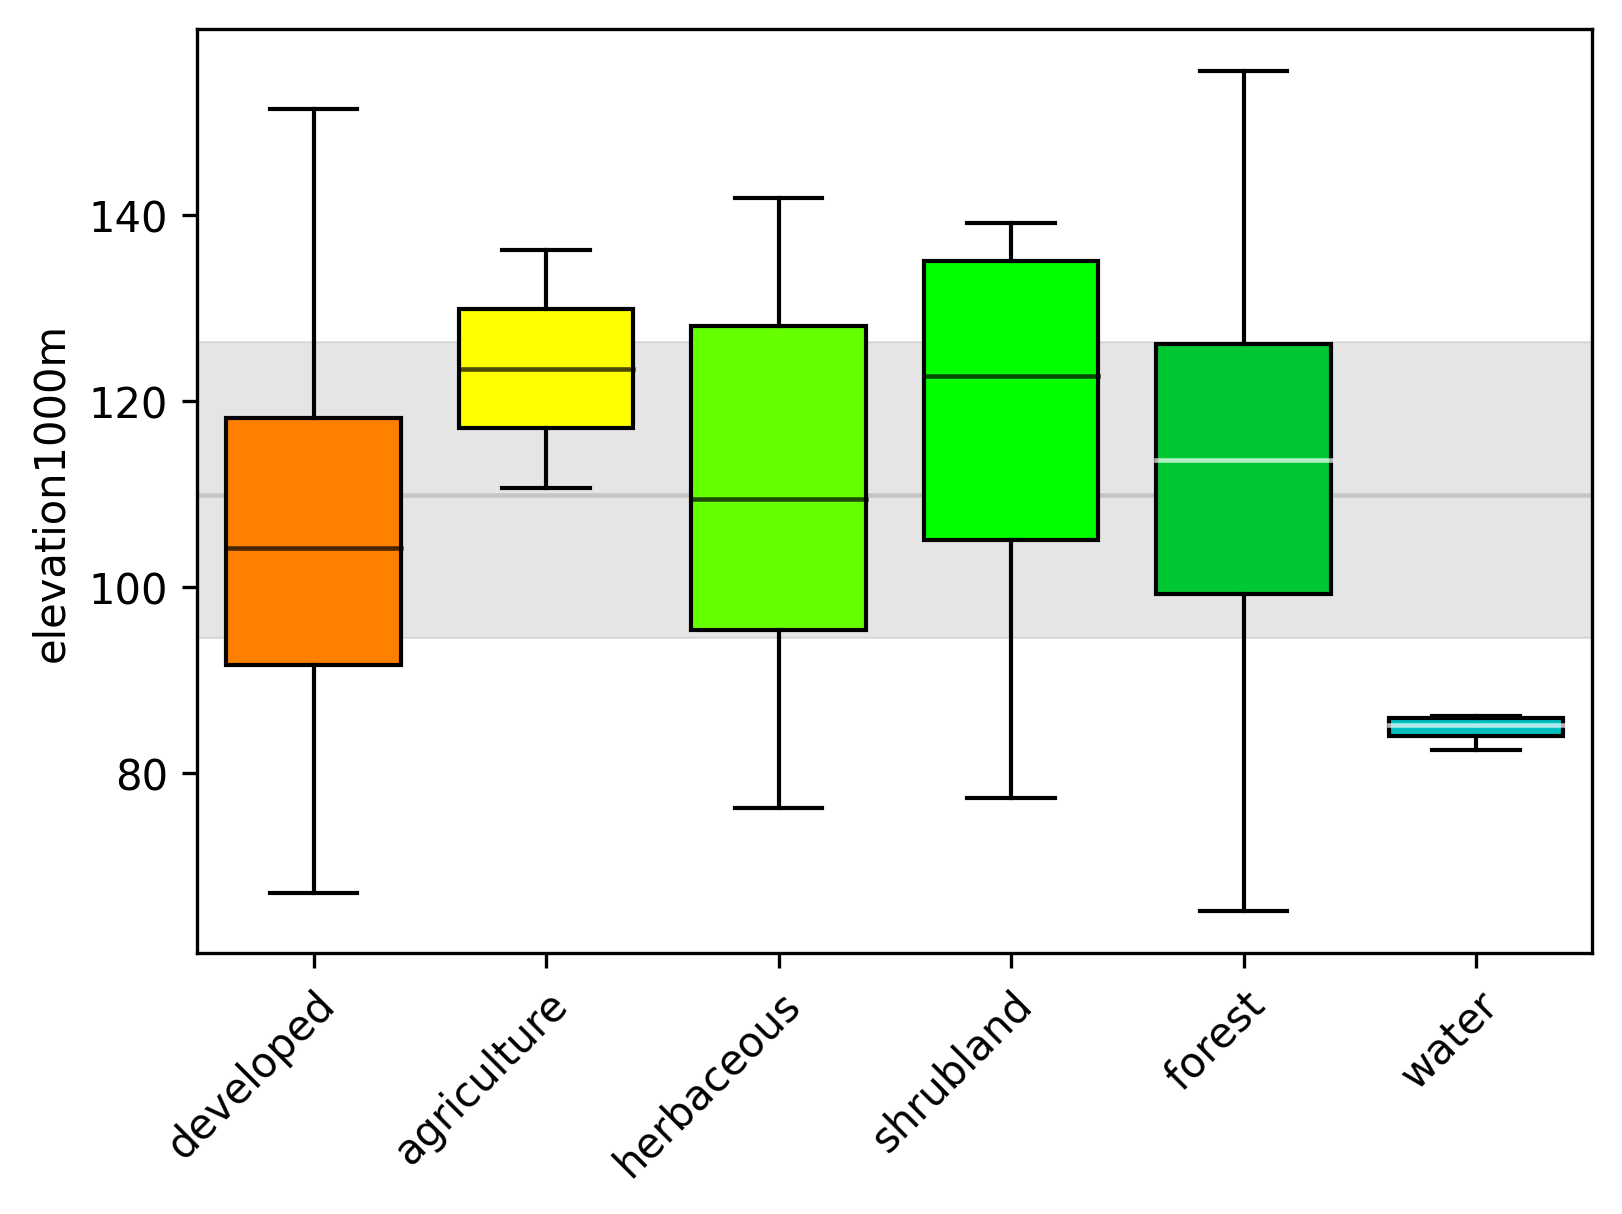 140
120
100
80
elevation1000m
developed
agriculture
herbaceous
shrubland
forest
water